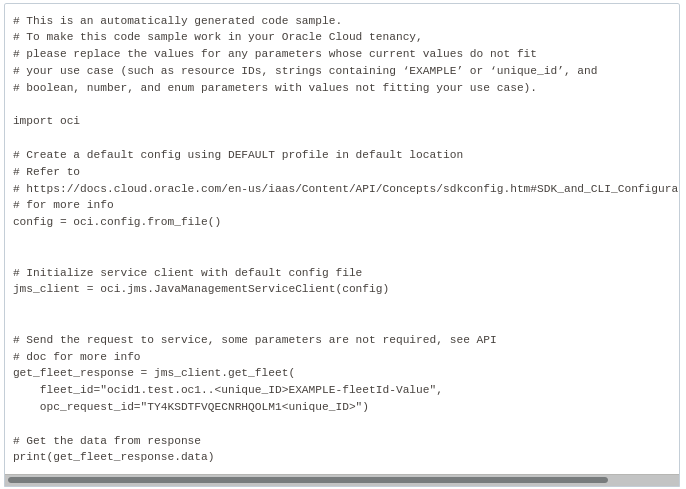 # This is an automatically generated code sample.
# To make this code sample work in your Oracle Cloud tenancy,
# please replace the values for any parameters whose current values do not fit
# your use case (such as resource IDs, strings containing ‘EXAMPLE’ or ‘unique_id’, and
# boolean, number, and enum parameters with values not fitting your use case).
import oci
# Create a default config using DEFAULT profile in default location
# Refer to
# https://docs.cloud.oracle.com/en-us/iaas/Content/API/Concepts/sdkconfig.htm#SDK_and_CLI_Configura
# for more info
config = oci.config.from_file()
# Initialize service client with default config file
jms_client = oci.jms.JavaManagementServiceClient(config)
# Send the request to service, some parameters are not required, see API
# doc for more info
get_fleet_response = jms_client.get_fleet(
    fleet_id="ocid1.test.oc1..<unique_ID>EXAMPLE-fleetId-Value",
    opc_request_id="TY4KSDTFVQECNRHQOLM1<unique_ID>")
# Get the data from response
print(get_fleet_response.data)